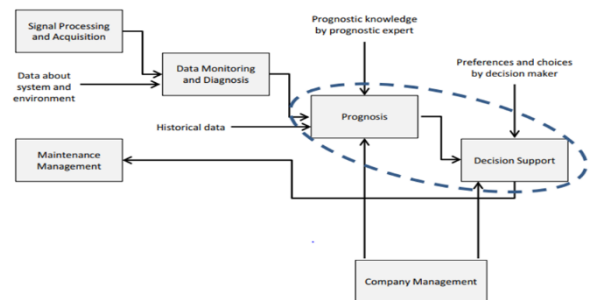 Signal Processing
and Acquisition
Prognostic knowledge
by prognostic expert
Data Monitoring
and Diagnosis
Preferences and choices
by decision maker
Data about
system and
environment
Prognosis
Historical data
Maintenance
Management
Decision Support
Company Management